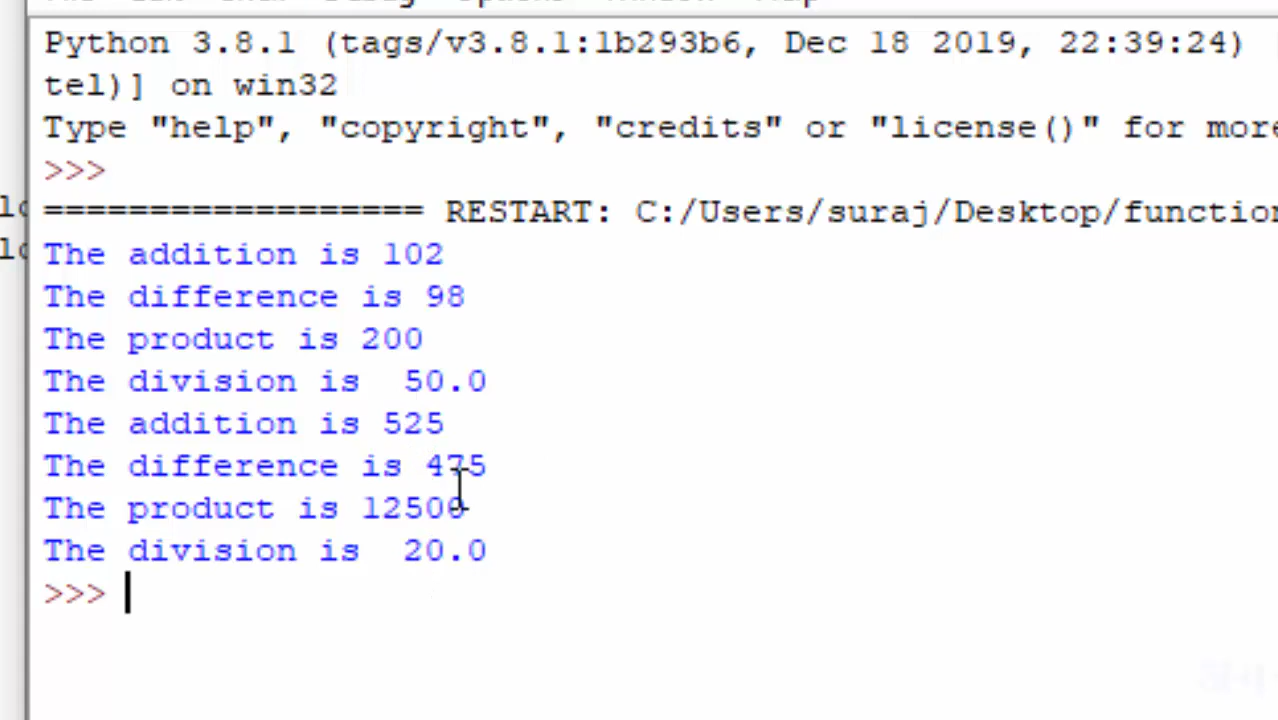 Python 3.8.1 (tags/v3.8.1:1b293b6, Dec 18 2019, 22:39:24)
tel)] on win32
Type "help", "copyright", "credits" or "license()" for more
>>>
================== RESTART: C:/Users/suraj/Desktop/function
The addition is 102
The difference is 98
The product is 200
The division is  50.0
The addition is 525
The difference is 475
The product is 12500
The division is  20.0
>>>